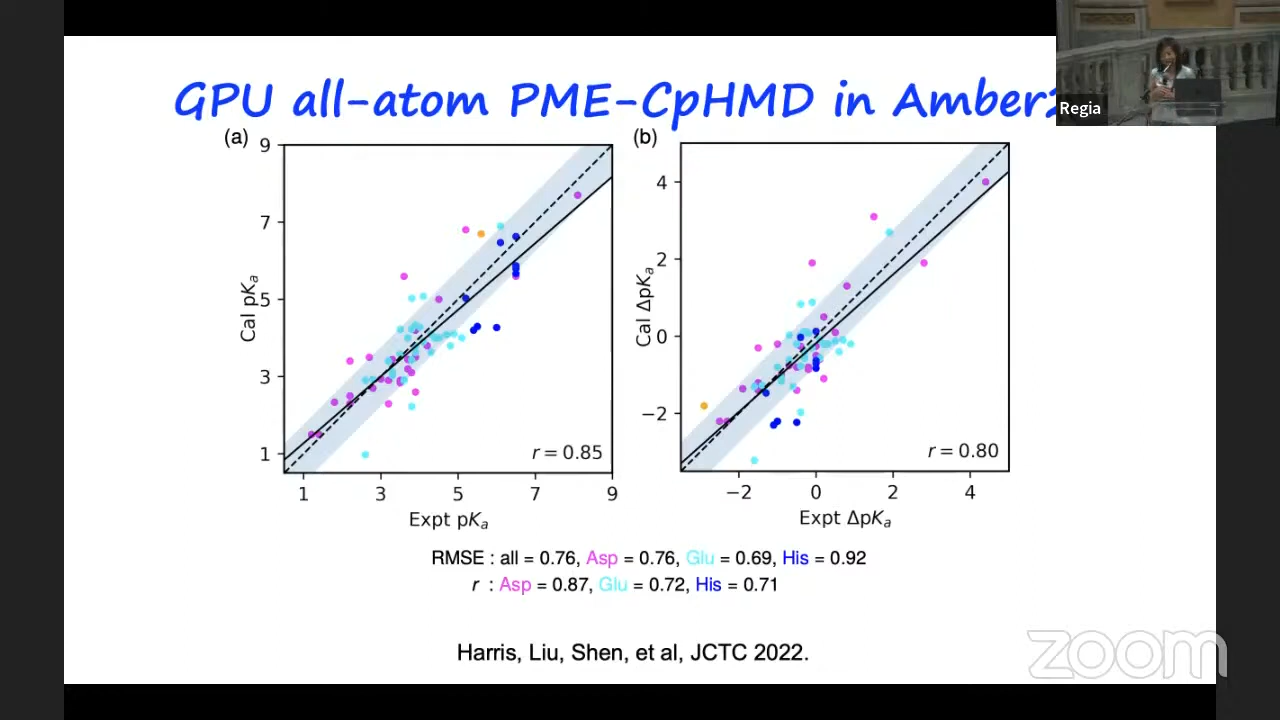 GPU all-atom PME-CpHMD in Amber
Regia
(a)
9
7
5
3
1
Cal pKa
1 3 5 7 9
Expt pKa
r = 0.85
(b)
4
2
0
−2
Cal ΔpKa
−2 0 2 4
Expt ΔpKa
r = 0.80
RMSE : all = 0.76, Asp = 0.76, Glu = 0.69, His = 0.92
r : Asp = 0.87, Glu = 0.72, His = 0.71
Harris, Liu, Shen, et al, JCTC 2022.
zoom